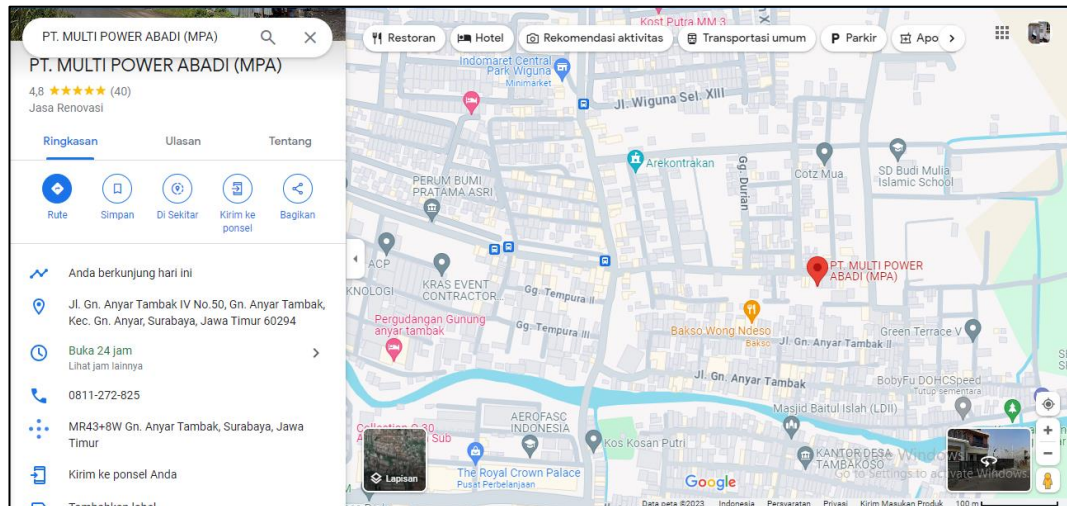 PT. MULTI POWER ABADI (MPA)
PT. MULTI POWER ABADI (MPA)
4,8 ★★★★★ (40)
Jasa Renovasi
Ringkasan Ulasan Tentang
Rute Simpan Di Sekitar Kirim ke Bagikan
ponsel
Anda berkunjung hari ini
Jl. Gn. Anyar Tambak IV No.50, Gn. Anyar Tambak,
Kec. Gn. Anyar, Surabaya, Jawa Timur 60294
Buka 24 jam
Lihat jam lainnya
0811-272-825
MR43+8W Gn. Anyar Tambak, Surabaya, Jawa
Timur
Kirim ke ponsel Anda
Tambahkan label
Restoran Hotel Rekomendasi aktivitas Transportasi umum P Parkir Apo
Kost Putra MM 3
Indomaret Central
Park Wiguna
Minimarket
Jl. Wiguna Sel. XIII
Arekontrakan
Gg. Durian
Cotz Mua
SD Budi Mulia
Islamic School
PERUM BUMI
PRATAMA ASRI
ACP
KNOLOGI
KRAS EVENT
CONTRACTOR...
Gg. Tempura II
Gg. Tempura III
PT. MULTI POWER
ABADI (MPA)
Pergudangan Gunung
anyar tambak
Bakso Wong Ndeso
Bakso
Green Terrace V
Jl. Gn. Anyar Tambak II
Jl. Gn. Anyar Tambak
BobyFu DOHCSpeed
Tutup sementara
Masjid Baitul Islah (LDII)
AEROFASC
INDONESIA
Kos Kosan Putri
KANTOR DESA
TAMBAKOSO
The Royal Crown Palace
Pusat Perbelanjaan
Lapisan
Google
Go to Settings to activate Windows.
Data peta ©2023 Indonesia Persyaratan Privasi Kirim Masukan Produk 100 m